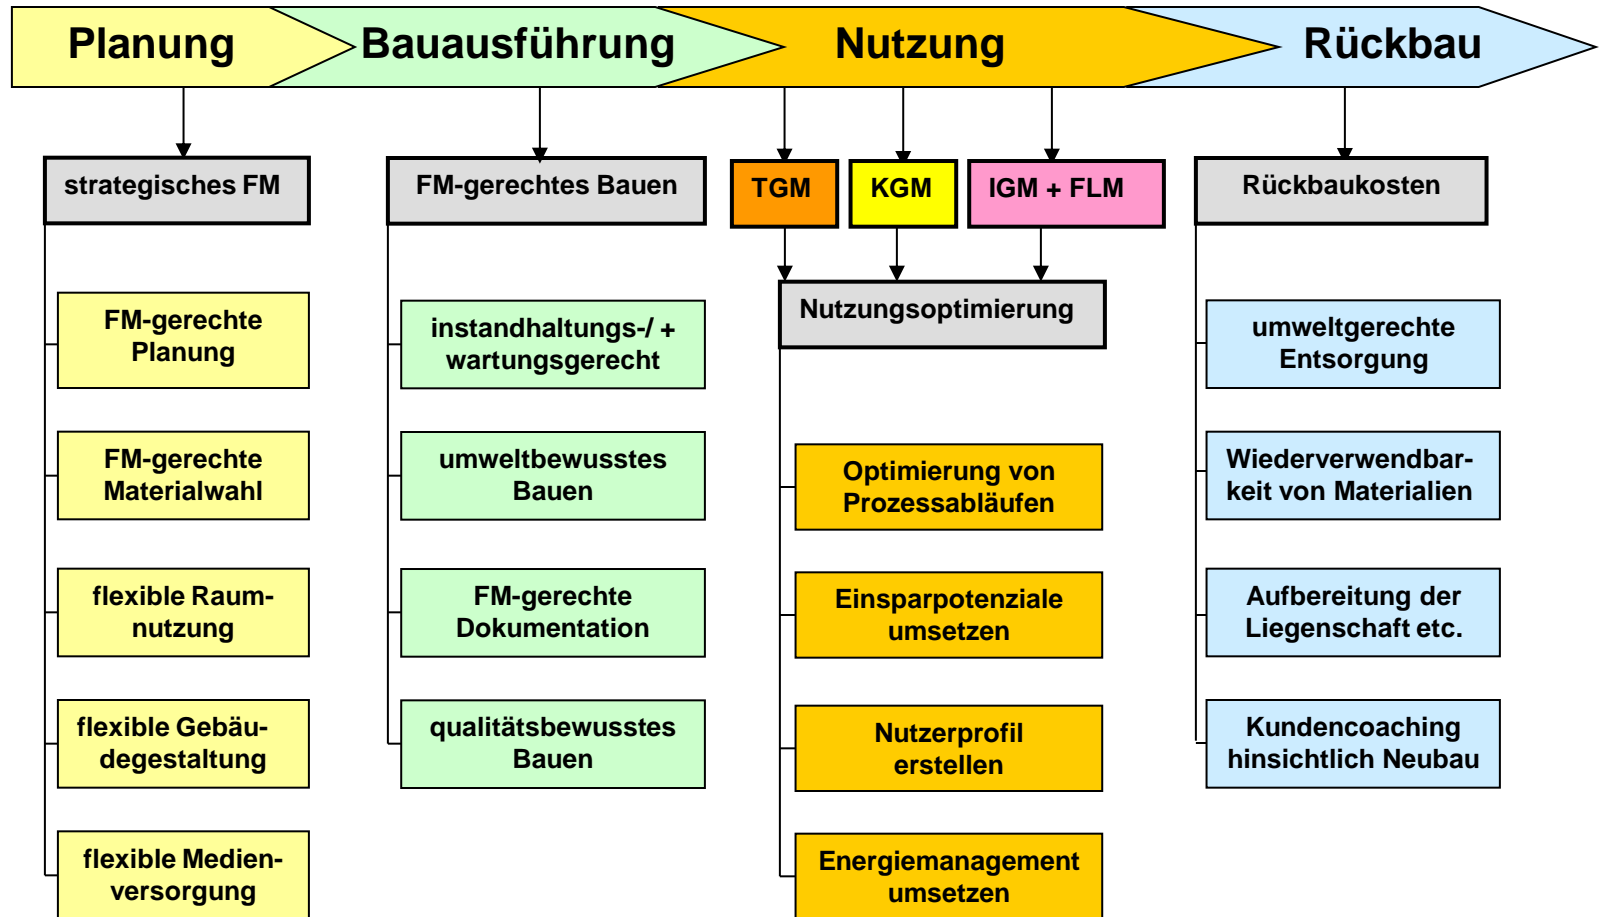 Planung
Bauausführung
Nutzung
Rückbau
strategisches FM
FM-gerechte
Planung
FM-gerechte
Materialwahl
flexible Raum-
nutzung
flexible Gebäu-
degestaltung
flexible Medien-
versorgung
FM-gerechtes Bauen
instandhaltungs-/ +
wartungsgerecht
umweltbewusstes
Bauen
FM-gerechte
Dokumentation
qualitätsbewusstes
Bauen
TGM
KGM
IGM + FLM
Nutzungsoptimierung
Optimierung von
Prozessabläufen
Einsparpotenziale
umsetzen
Nutzerprofil
erstellen
Energiemanagement
umsetzen
Rückbaukosten
umweltgerechte
Entsorgung
Wiederverwendbar-
keit von Materialien
Aufbereitung der
Liegenschaft etc.
Kundencoaching
hinsichtlich Neubau